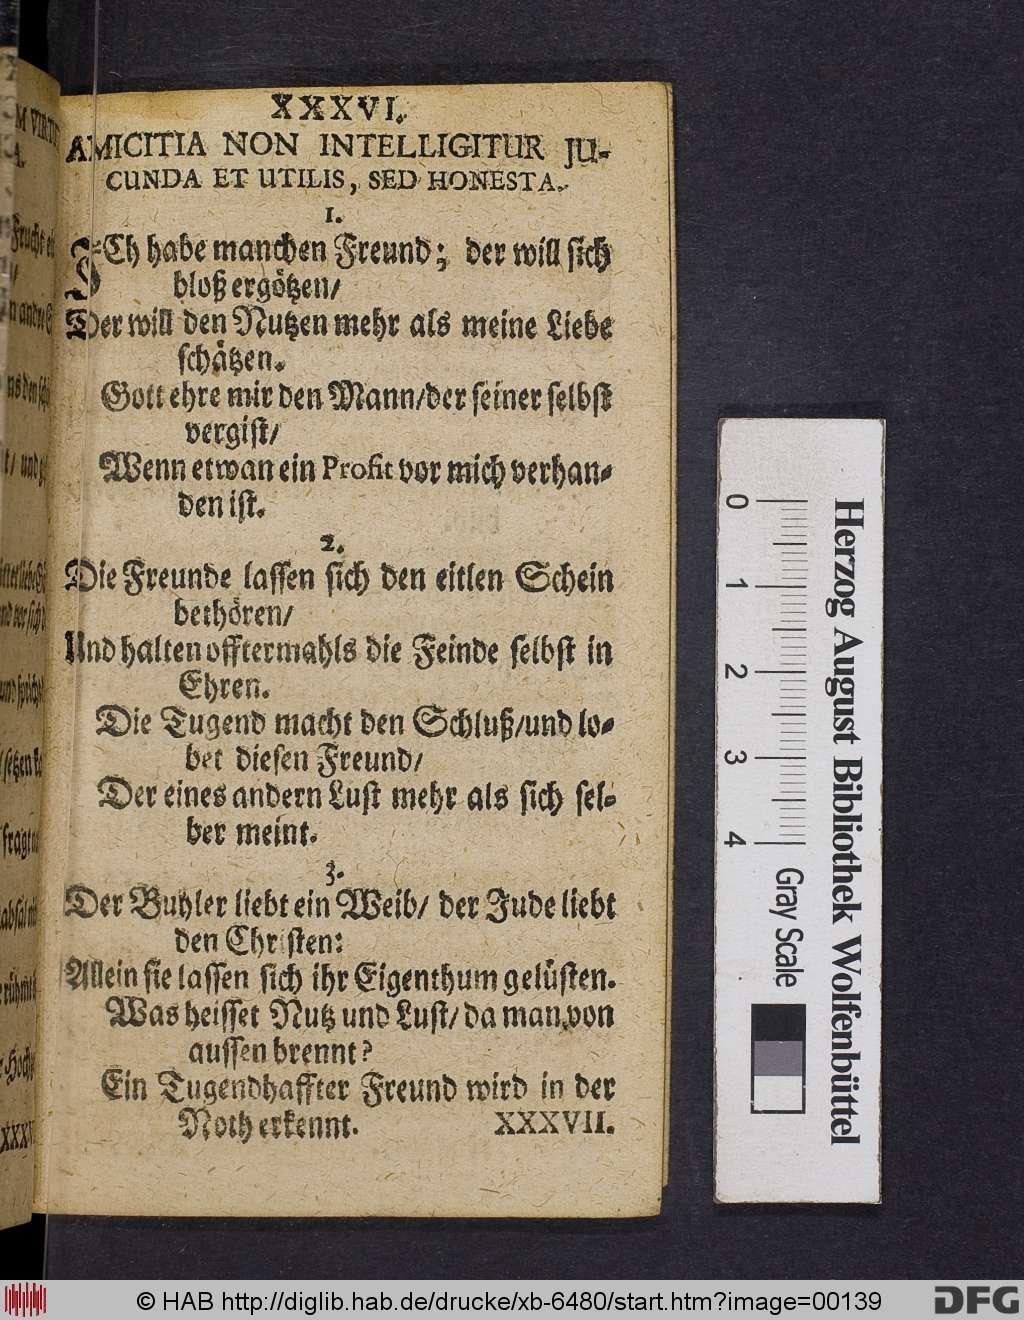 XXXVI.
AMICITIA NON INTELLIGITUR JU-
CUNDA ET UTILIS, SED HONESTA.
1.
ICh habe manchen Freund; der will sich
bloß ergötzen/
Der will den Nutzen mehr als meine Liebe
schätzen.
Gott ehre mir den Mann/der seiner selbst
vergist/
Wenn etwan ein Profit vor mich verhan-
den ist.
2.
Die Freunde lassen sich den eitlen Schein
bethören/
Und halten offtermahls die Feinde selbst in
Ehren.
Die Tugend macht den Schluß/und lo-
bet diesen Freund/
Der eines andern Lust mehr als sich sel-
ber meint.
3.
Der Buhler liebt ein Weib/ der Jude liebt
den Christen:
Allein sie lassen sich ihr Eigenthum gelüsten.
Was heisset Nutz und Lust/ da man von
aussen brennt?
Ein Tugendhaffter Freund wird in der
Noth erkennt.
XXXVII.
0 1 2 3 4
Gray Scale
Herzog August Bibliothek Wolfenbüttel
© HAB http://diglib.hab.de/drucke/xb-6480/start.htm?image=00139
DFG